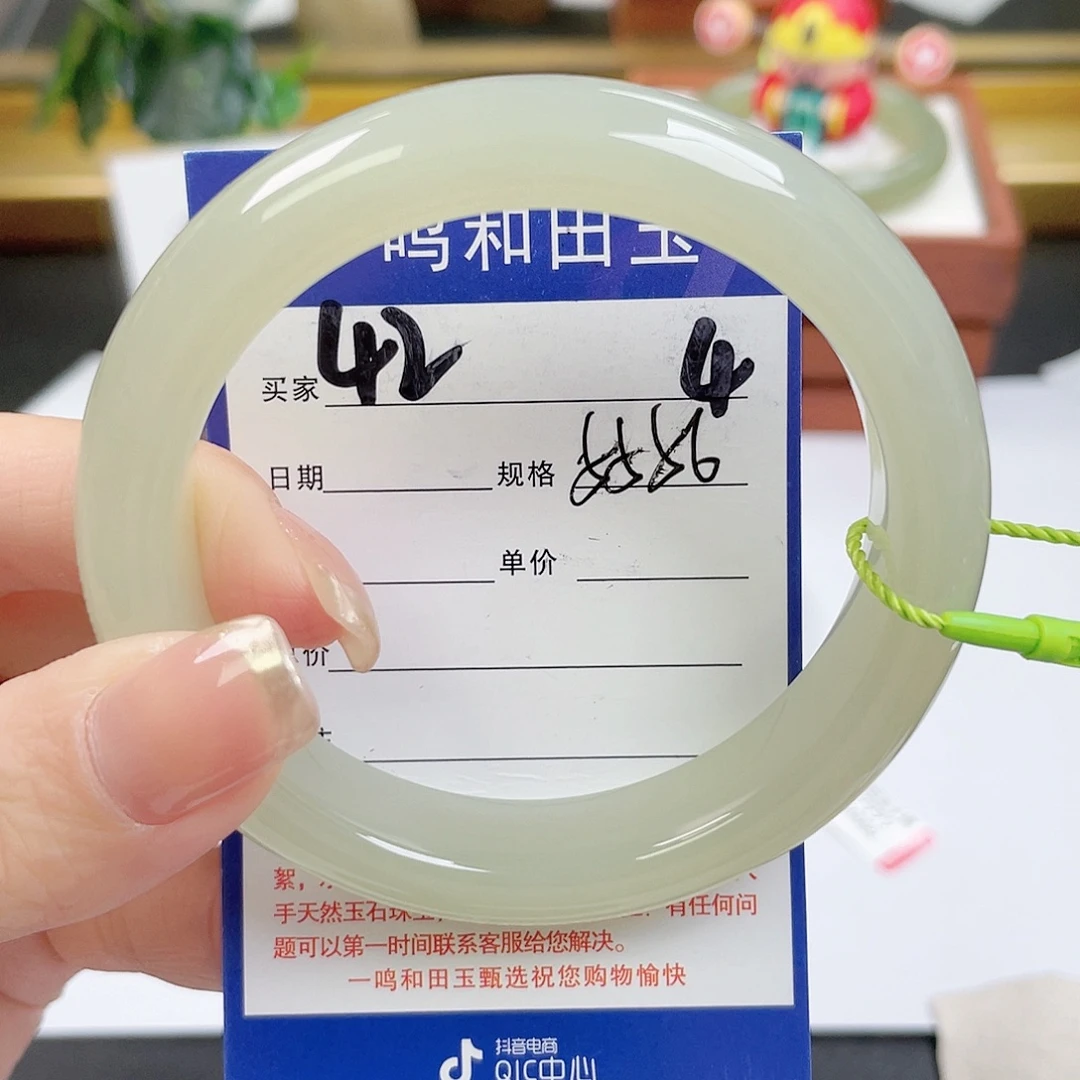 鸣和田玉
买家
日期 规格
单价
价
絮，
手天然玉石珠宝，有任何问
题可以第一时间联系客服给您解决。
一鸣和田玉甄选祝您购物愉快
抖音电商
QIC中心